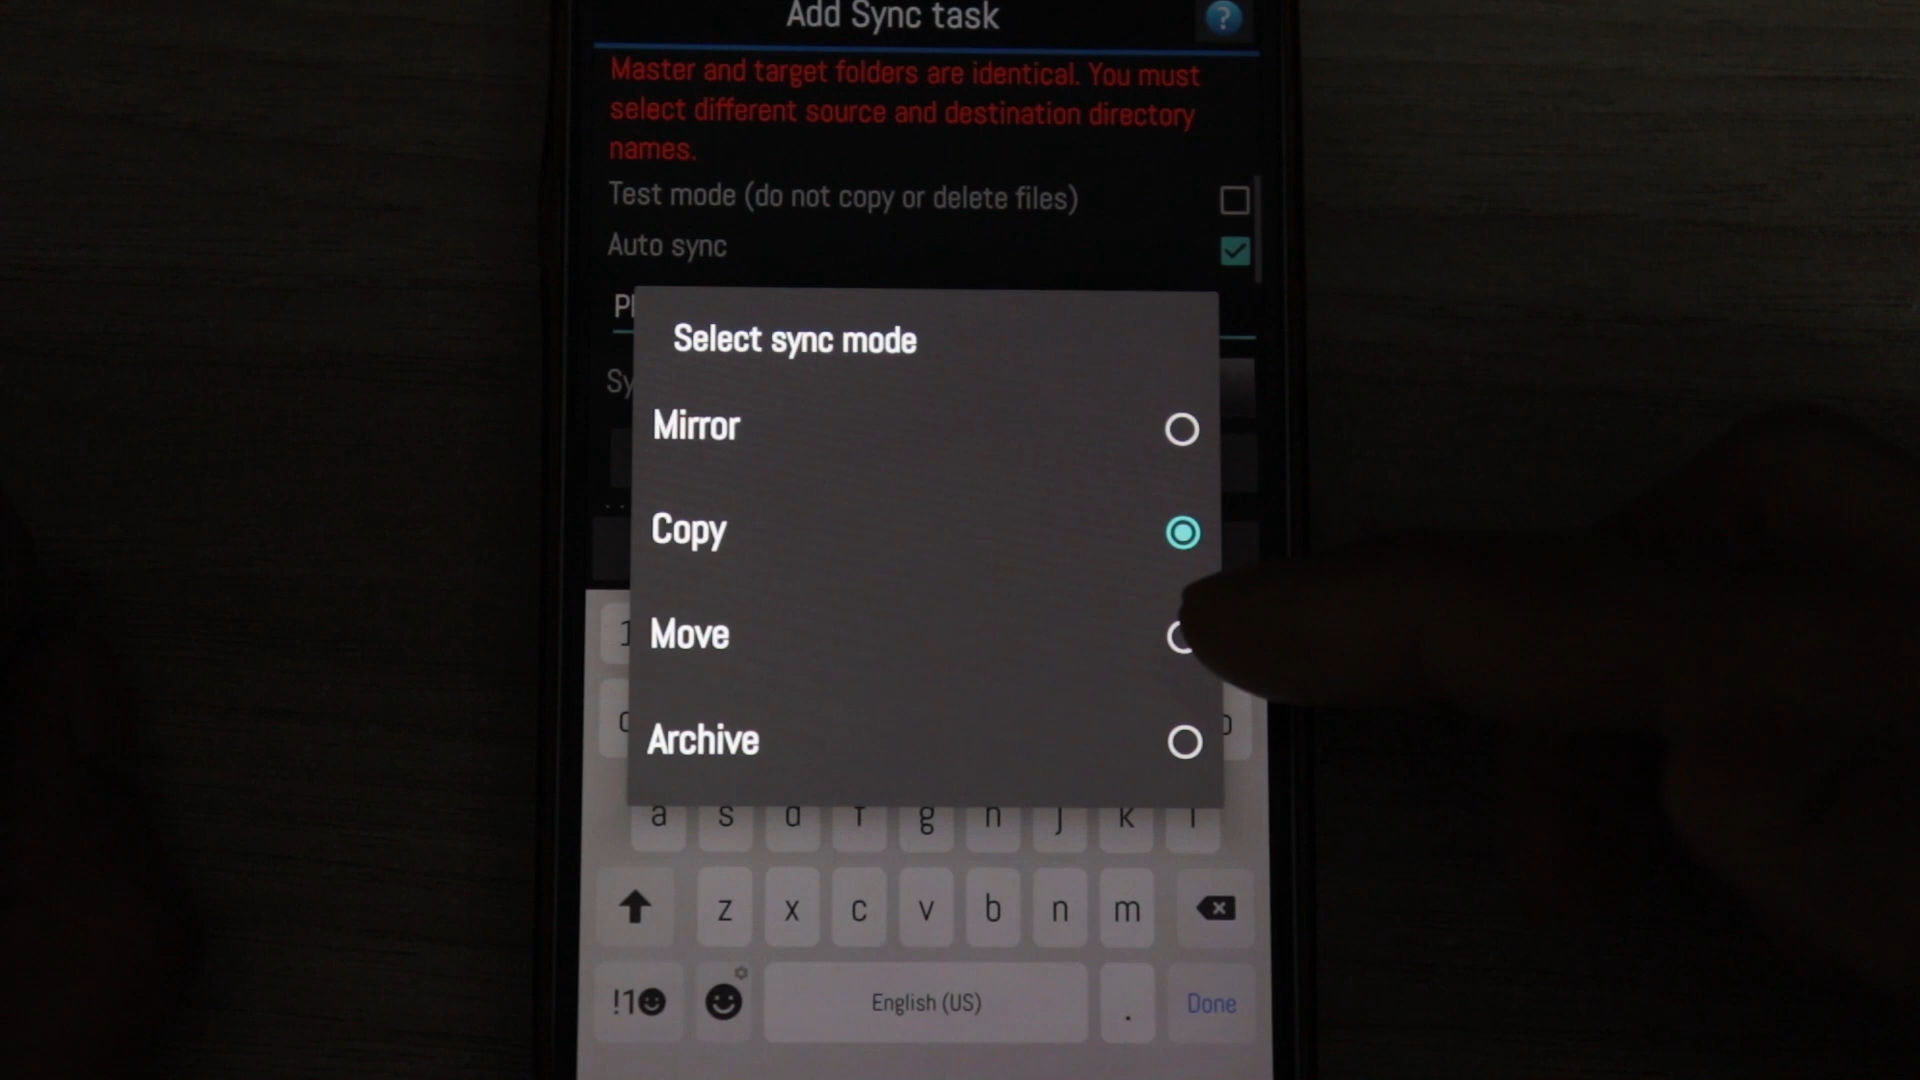 Add Sync task
?
Master and target folders are identical. You must
select different source and destination directory
names.
Test mode (do not copy or delete files)
Auto sync
Select sync mode
Mirror
Copy
Move
Archive
a s d f g h j k l
z x c v b n m
!1☻ English (US) . Done